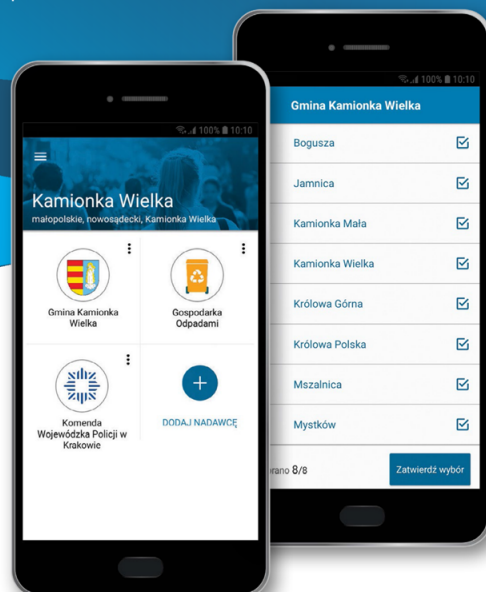 100% 10:10
Kamionka Wielka
małopolskie, nowosądecki, Kamionka Wielka
Gmina Kamionka
Wielka
Gospodarka
Odpadami
Komenda
Wojewódzka Policji w
Krakowie
DODAJ NADAWCĘ
100% 10:10
Gmina Kamionka Wielka
Bogusza
Jamnica
Kamionka Mała
Kamionka Wielka
Królowa Górna
Królowa Polska
Mszalnica
Mystków
8/8
Zatwierdź wybór